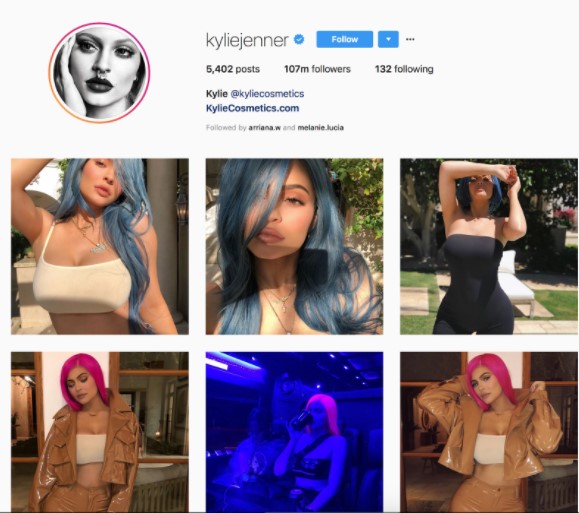 kyliejenner Follow
5,402 posts 107m followers 132 following
Kylie @kyliecosmetics
KylieCosmetics.com
Followed by arriana.w and melanie.lucia